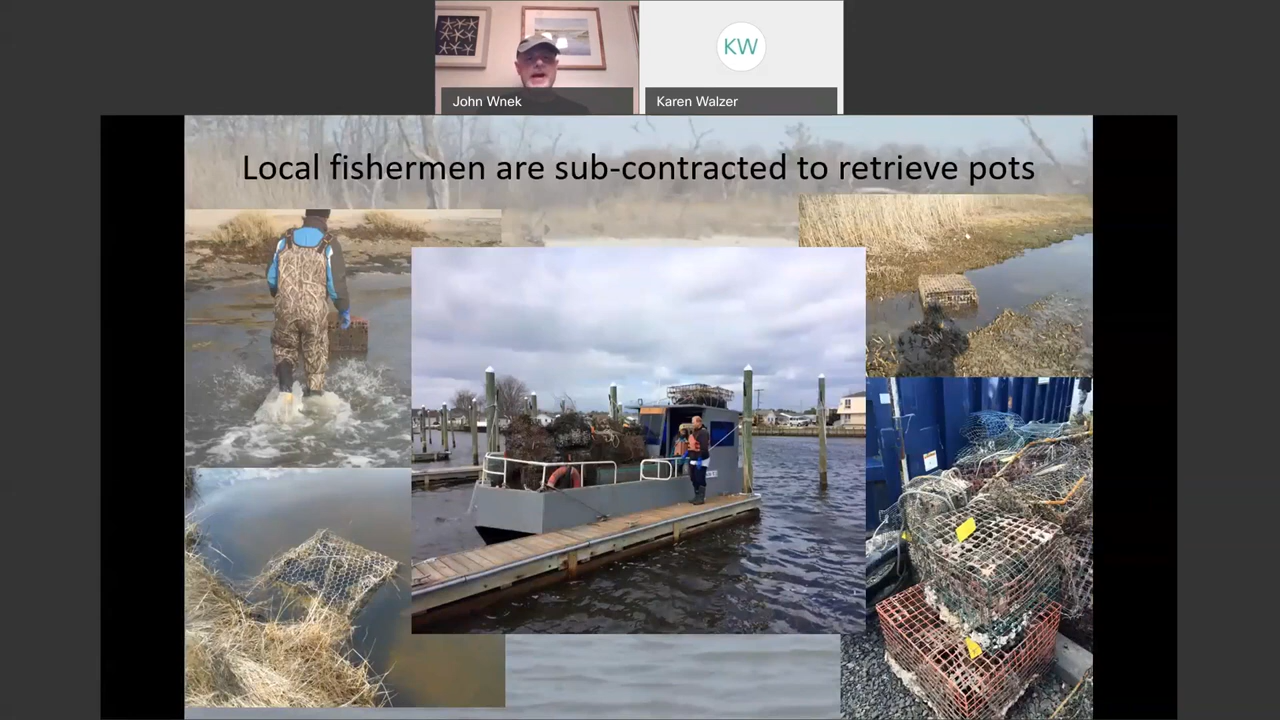 KW
John Wnek
Karen Walzer
Local fishermen are sub-contracted to retrieve pots